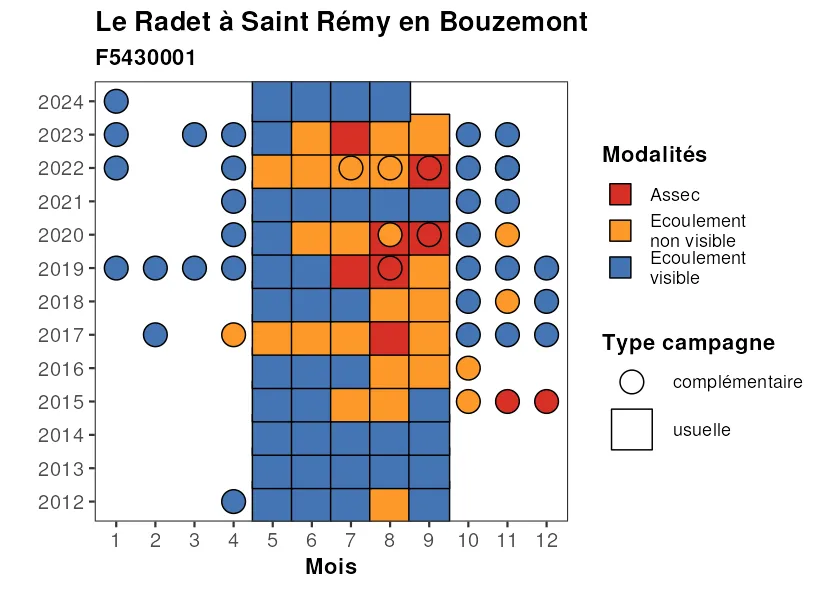 Le Radet à Saint Rémy en Bouzemont
F5430001
2024
2023
2022
2021
2020
2019
2018
2017
2016
2015
2014
2013
2012
1 2 3 4 5 6 7 8 9 10 11 12
Mois
Modalités
Assec
Ecoulement
non visible
Ecoulement
visible
Type campagne
complémentaire
usuelle